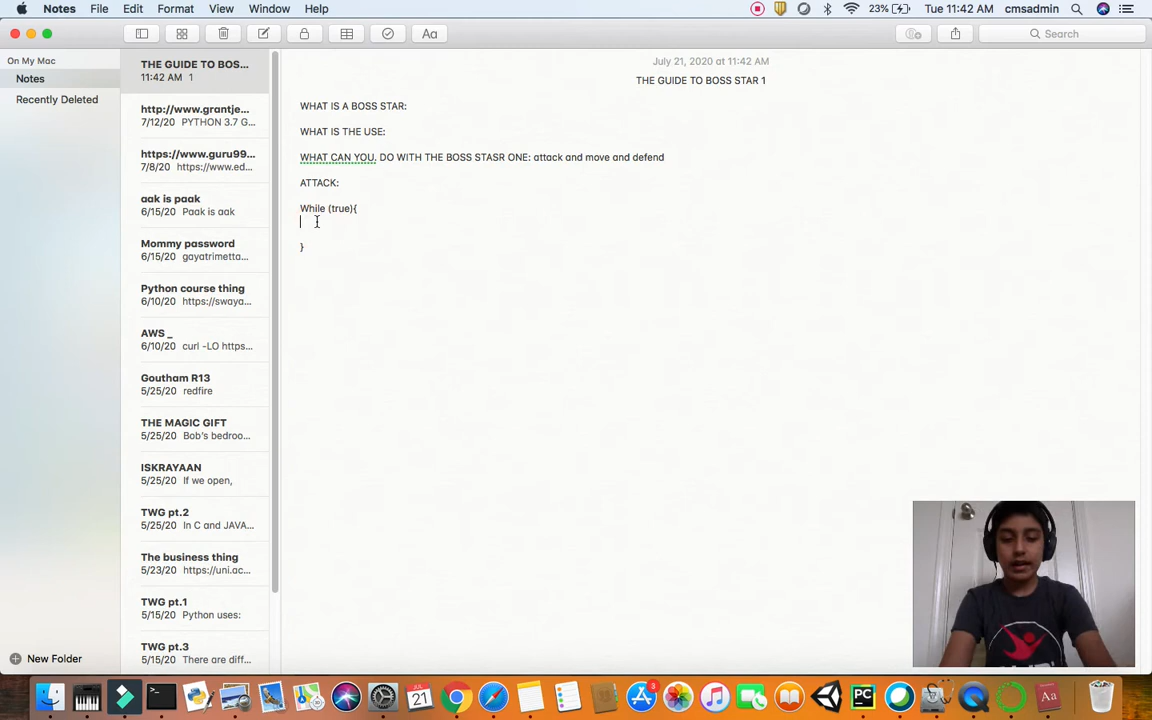 Notes File Edit Format View Window Help 23% Tue 11:42 AM cmsadmin
Aa Search
On My Mac
Notes
Recently Deleted
New Folder
THE GUIDE TO BOS...
11:42 AM 1
http://www.grantje...
7/12/20 PYTHON 3.7 G...
https://www.guru99...
7/8/20 https://www.ed...
aak is paak
6/15/20 Paak is aak
Mommy password
6/15/20 gayatrimetta...
Python course thing
6/10/20 https://swaya...
AWS _
6/10/20 curl -LO https...
Goutham R13
5/25/20 redfire
THE MAGIC GIFT
5/25/20 Bob's bedroo...
ISKRAYAAN
5/25/20 If we open,
TWG pt.2
5/25/20 In C and JAVA...
The business thing
5/23/20 https://uni.ac...
TWG pt.1
5/15/20 Python uses:
TWG pt.3
5/15/20 There are diff...
July 21, 2020 at 11:42 AM
THE GUIDE TO BOSS STAR 1
WHAT IS A BOSS STAR:
WHAT IS THE USE:
WHAT CAN YOU. DO WITH THE BOSS STASR ONE: attack and move and defend
ATTACK:
While (true){
}
JUL
21
3
PC
Aa